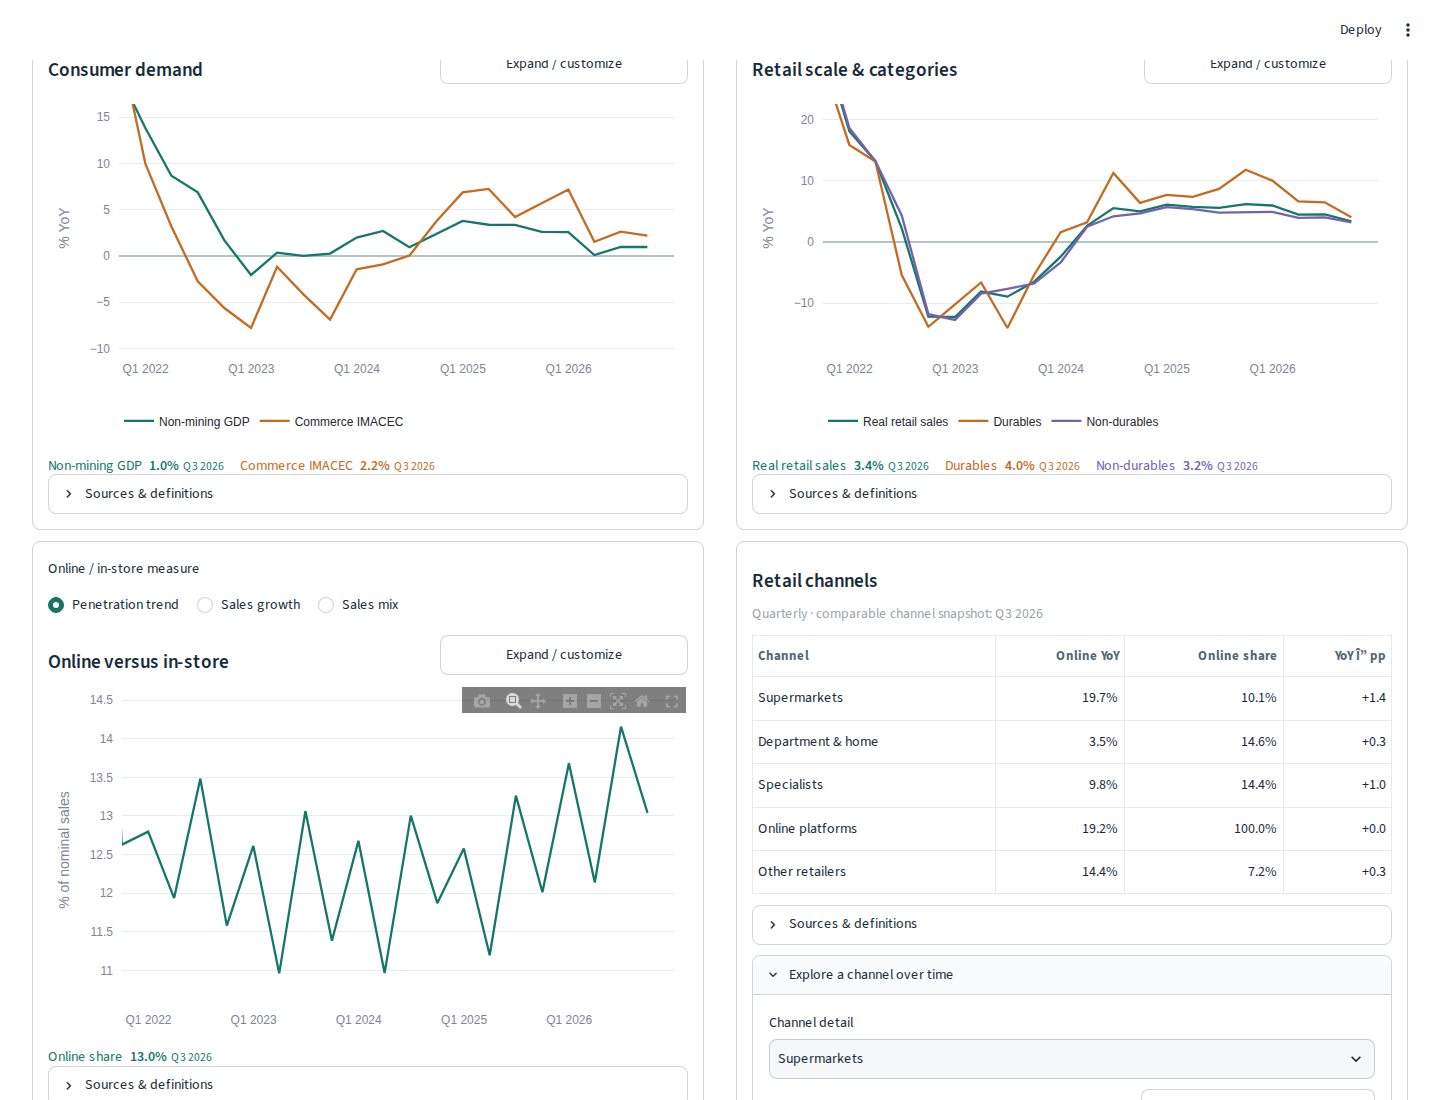 Deploy
Consumer demand
Expand / customize
15
10
5
0
−5
−10
% YoY
Q1 2022
Q1 2023
Q1 2024
Q1 2025
Q1 2026
Non-mining GDP
Commerce IMACEC
Non-mining GDP 1.0% Q3 2026 Commerce IMACEC 2.2% Q3 2026
Sources & definitions
Retail scale & categories
Expand / customize
20
10
0
−10
% YoY
Q1 2022
Q1 2023
Q1 2024
Q1 2025
Q1 2026
Real retail sales
Durables
Non-durables
Real retail sales 3.4% Q3 2026 Durables 4.0% Q3 2026 Non-durables 3.2% Q3 2026
Sources & definitions
Online / in-store measure
Penetration trend
Sales growth
Sales mix
Online versus in-store
Expand / customize
14.5
14
13.5
13
12.5
12
11.5
11
% of nominal sales
Q1 2022
Q1 2023
Q1 2024
Q1 2025
Q1 2026
Online share 13.0% Q3 2026
Sources & definitions
Retail channels
Quarterly · comparable channel snapshot: Q3 2026
Channel Online YoY Online share YoY Î” pp
Supermarkets 19.7% 10.1% +1.4
Department & home 3.5% 14.6% +0.3
Specialists 9.8% 14.4% +1.0
Online platforms 19.2% 100.0% +0.0
Other retailers 14.4% 7.2% +0.3
Sources & definitions
Explore a channel over time
Channel detail
Supermarkets